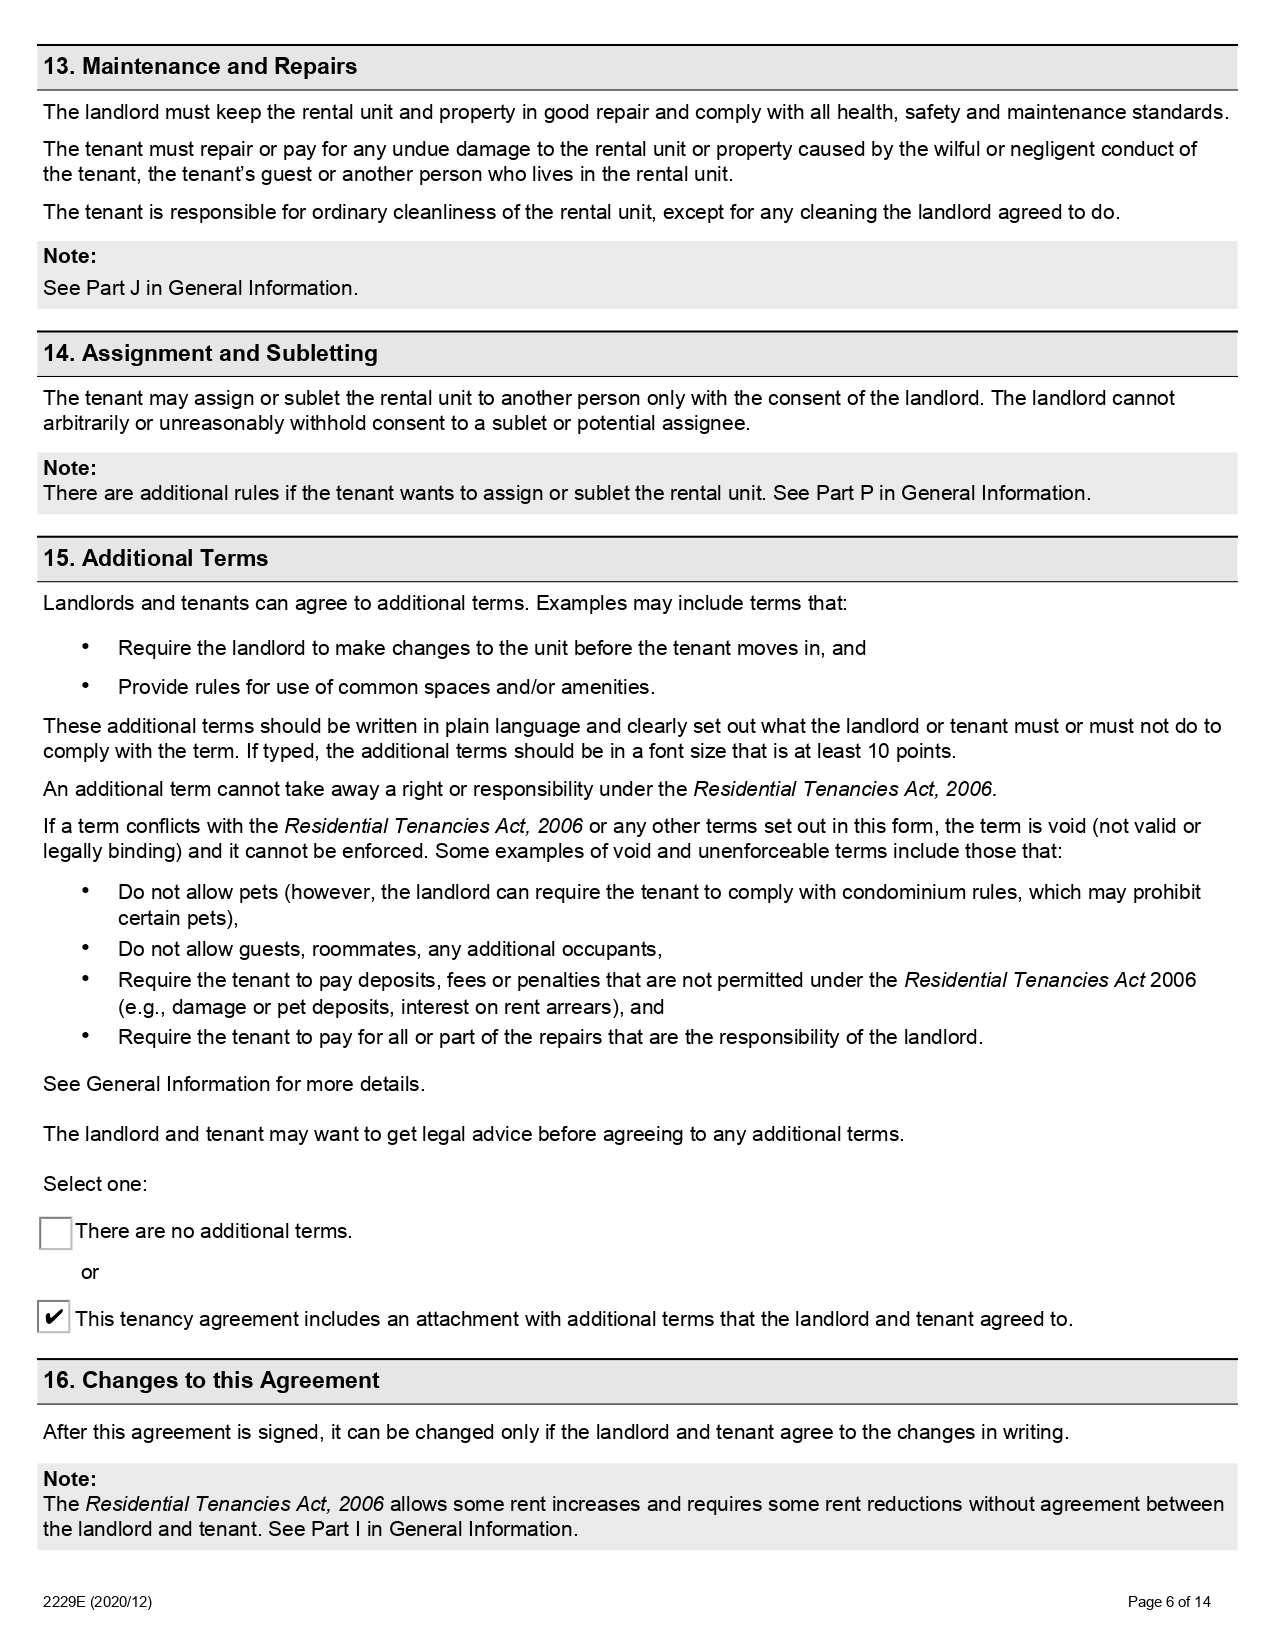 13. Maintenance and Repairs
The landlord must keep the rental unit and property in good repair and comply with all health, safety and maintenance standards.
The tenant must repair or pay for any undue damage to the rental unit or property caused by the wilful or negligent conduct of
the tenant, the tenant's guest or another person who lives in the rental unit.
The tenant is responsible for ordinary cleanliness of the rental unit, except for any cleaning the landlord agreed to do.
Note:
See Part J in General Information.
14. Assignment and Subletting
The tenant may assign or sublet the rental unit to another person only with the consent of the landlord. The landlord cannot
arbitrarily or unreasonably withhold consent to a sublet or potential assignee.
Note:
There are additional rules if the tenant wants to assign or sublet the rental unit. See Part P in General Information.
15. Additional Terms
Landlords and tenants can agree to additional terms. Examples may include terms that:
• Require the landlord to make changes to the unit before the tenant moves in, and
• Provide rules for use of common spaces and/or amenities.
These additional terms should be written in plain language and clearly set out what the landlord or tenant must or must not do to
comply with the term. If typed, the additional terms should be in a font size that is at least 10 points.
An additional term cannot take away a right or responsibility under the Residential Tenancies Act, 2006.
If a term conflicts with the Residential Tenancies Act, 2006 or any other terms set out in this form, the term is void (not valid or
legally binding) and it cannot be enforced. Some examples of void and unenforceable terms include those that:
• Do not allow pets (however, the landlord can require the tenant to comply with condominium rules, which may prohibit
certain pets),
• Do not allow guests, roommates, any additional occupants,
• Require the tenant to pay deposits, fees or penalties that are not permitted under the Residential Tenancies Act 2006
(e.g., damage or pet deposits, interest on rent arrears), and
• Require the tenant to pay for all or part of the repairs that are the responsibility of the landlord.
See General Information for more details.
The landlord and tenant may want to get legal advice before agreeing to any additional terms.
Select one:
There are no additional terms.
or
✔ This tenancy agreement includes an attachment with additional terms that the landlord and tenant agreed to.
16. Changes to this Agreement
After this agreement is signed, it can be changed only if the landlord and tenant agree to the changes in writing.
Note:
The Residential Tenancies Act, 2006 allows some rent increases and requires some rent reductions without agreement between
the landlord and tenant. See Part I in General Information.
2229E (2020/12) Page 6 of 14